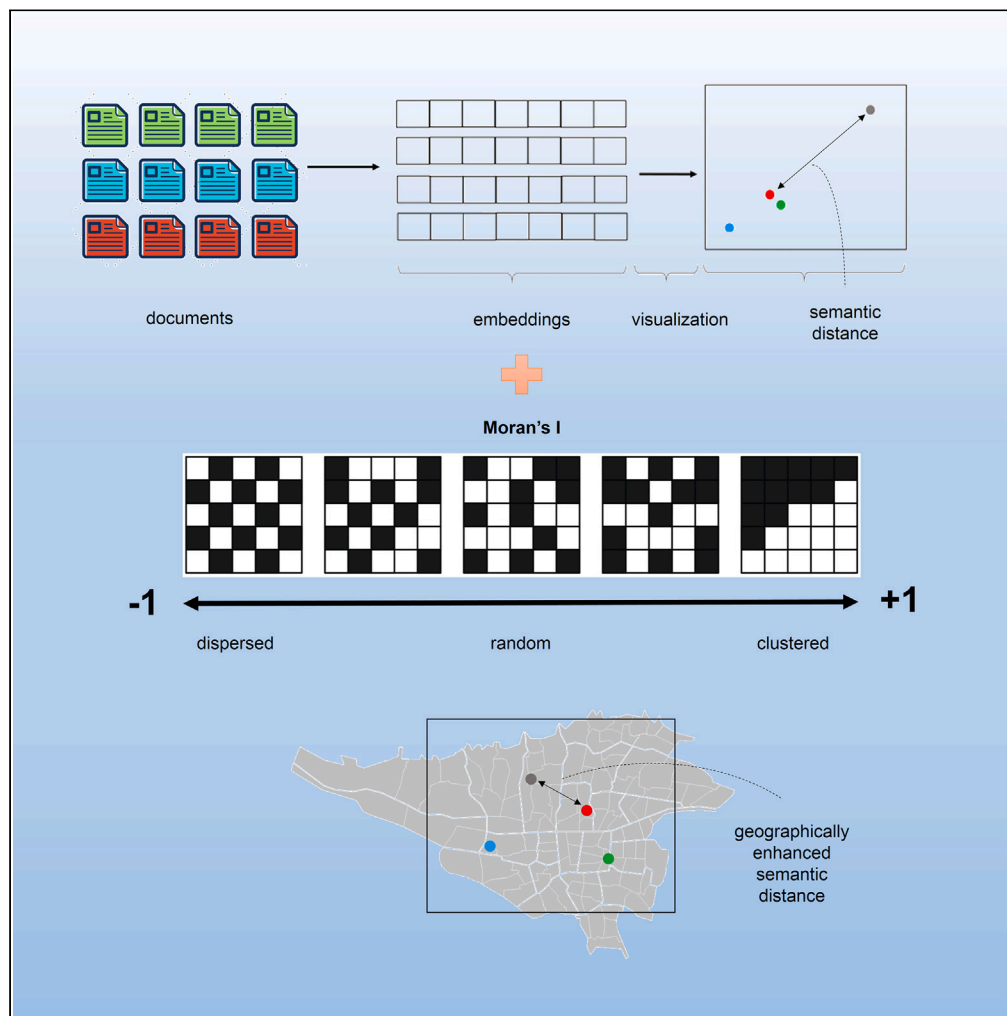 documents
embeddings
visualization
semantic
distance
Moran's I
-1
+1
dispersed
random
clustered
geographically
enhanced
semantic
distance